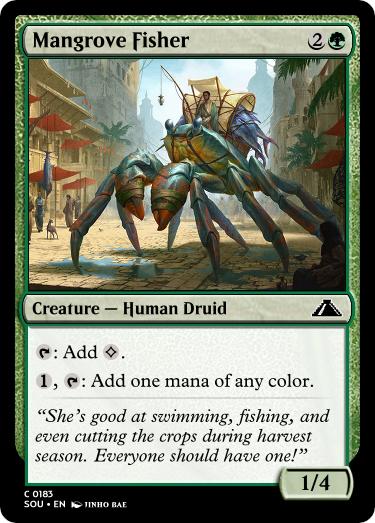 Mangrove Fisher 2
Creature — Human Druid
: Add .
1, : Add one mana of any color.
“She’s good at swimming, fishing, and
even cutting the crops during harvest
season. Everyone should have one!”
1/4
C 0183
SOU • EN JINHO BAE